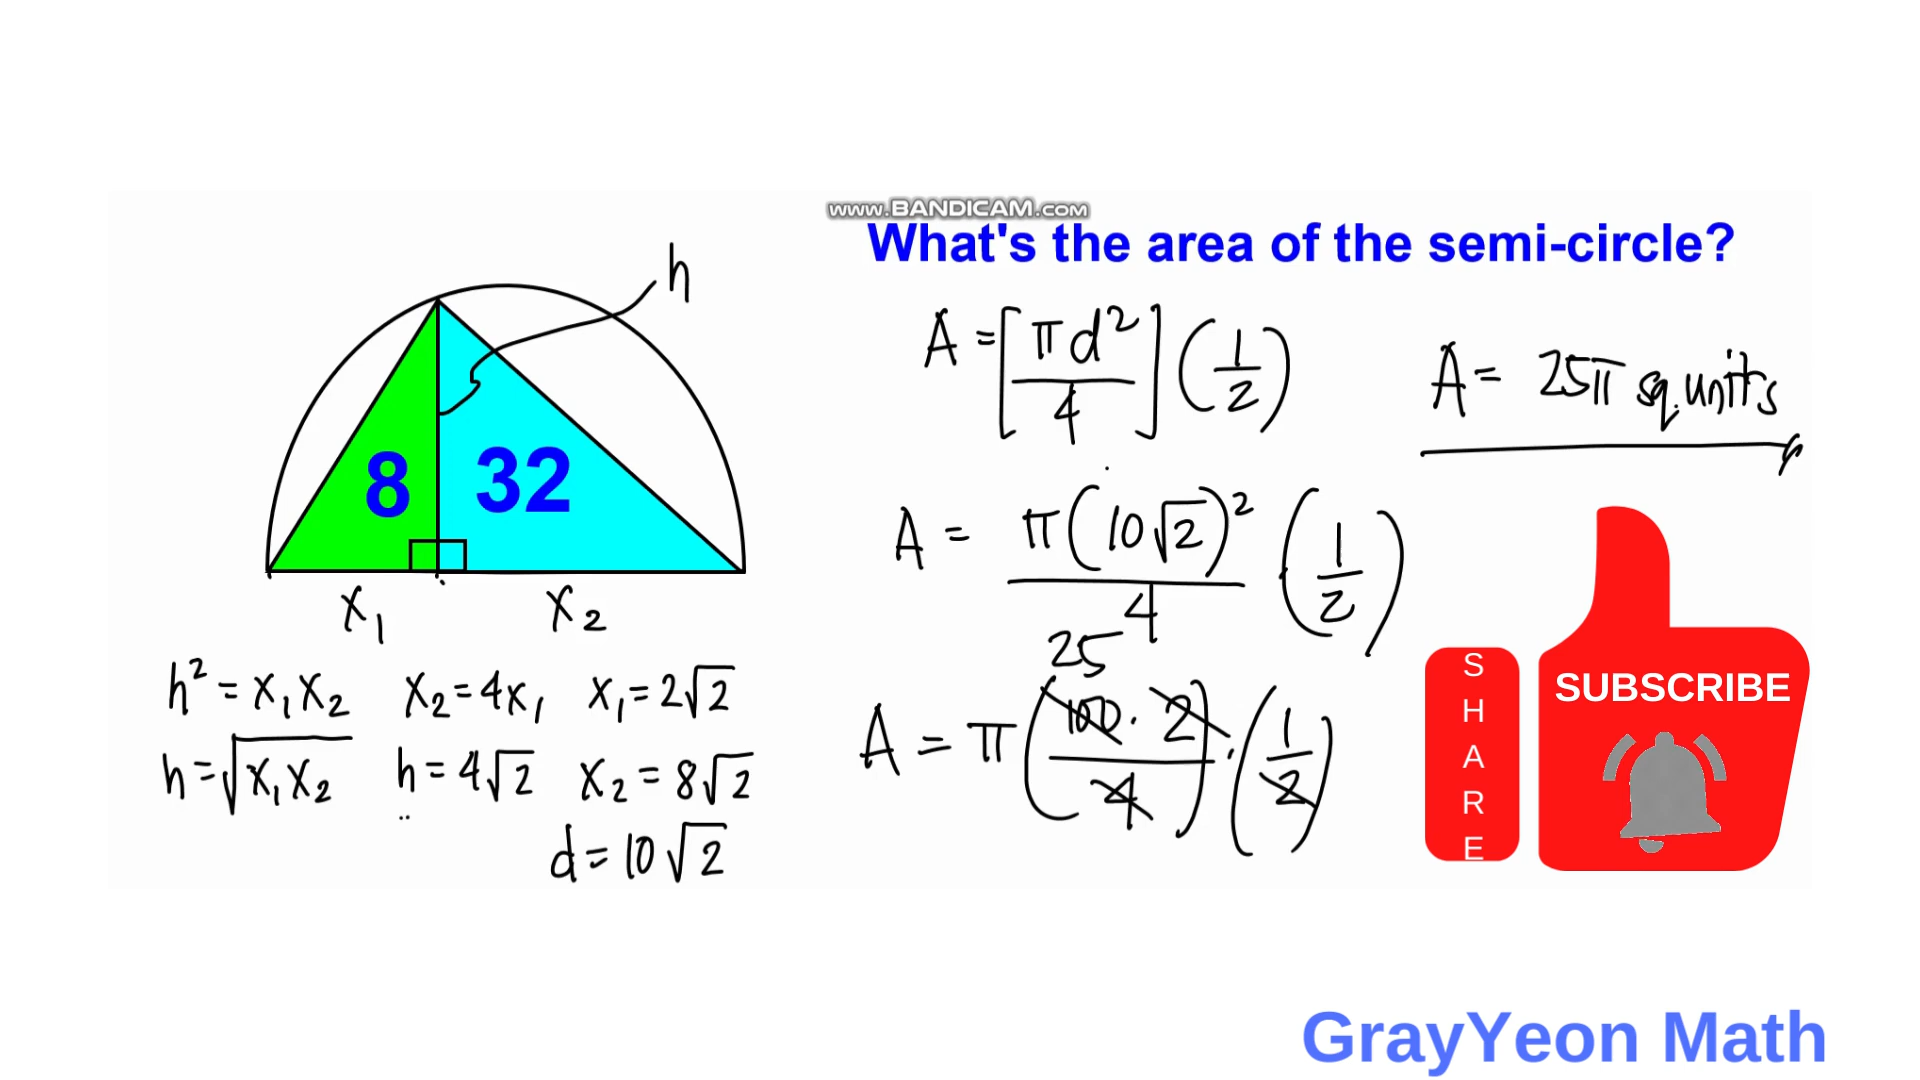 www.BANDICAM.com
What's the area of the semi-circle?
h
8
32
x₁
x₂
h² = x₁x₂
x₂ = 4x₁
x₁ = 2√2
h = √x₁x₂
h = 4√2
x₂ = 8√2
d = 10√2
A = [πd²/4](1/2)
A = π(10√2)²/4 (1/2)
25
A = π(100·2/4)·(1/2)
A = 25π sq.units
SHARE
SUBSCRIBE
GrayYeon Math